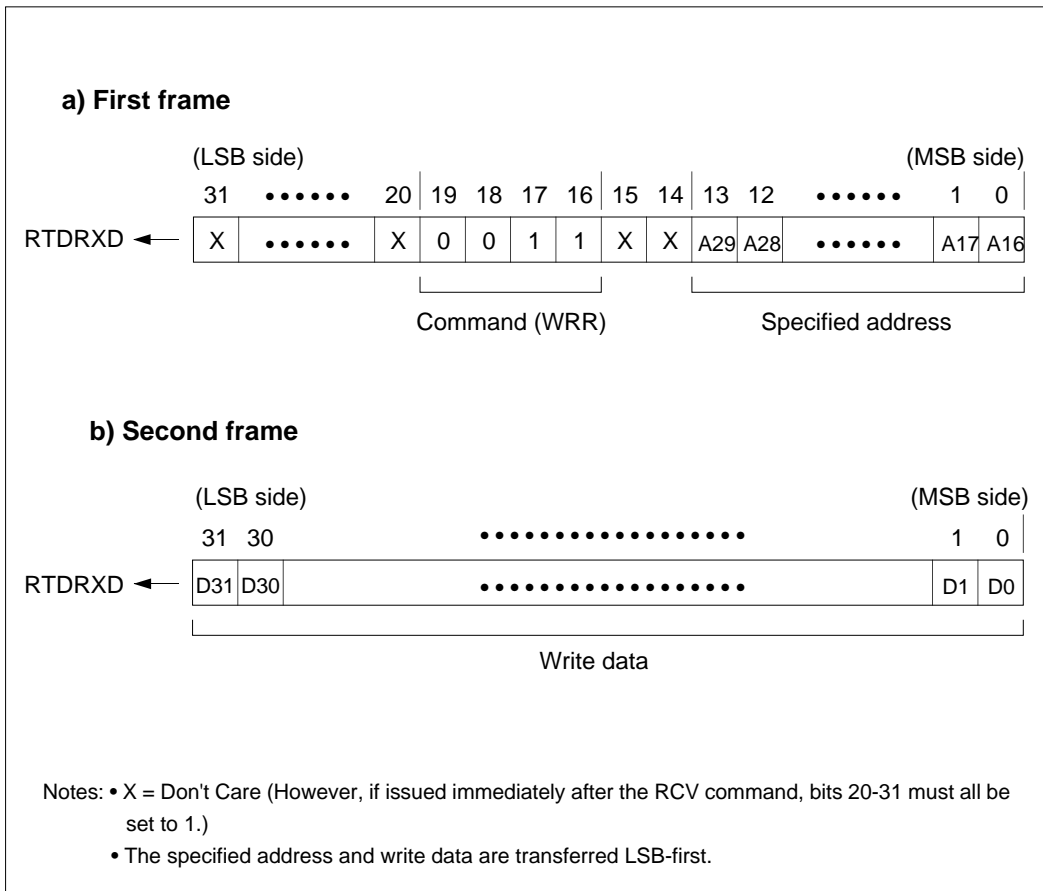 a) First frame
(LSB side) (MSB side)
31 •••••• 20 19 18 17 16 15 14 13 12 •••••• 1 0
RTDRXD X •••••• X 0 0 1 1 X X A29 A28 •••••• A17 A16
Command (WRR) Specified address
b) Second frame
(LSB side) (MSB side)
31 30 •••••••••••••••••• 1 0
RTDRXD D31 D30 •••••••••••••••••• D1 D0
Write data
Notes: • X = Don't Care (However, if issued immediately after the RCV command, bits 20-31 must all be
set to 1.)
• The specified address and write data are transferred LSB-first.